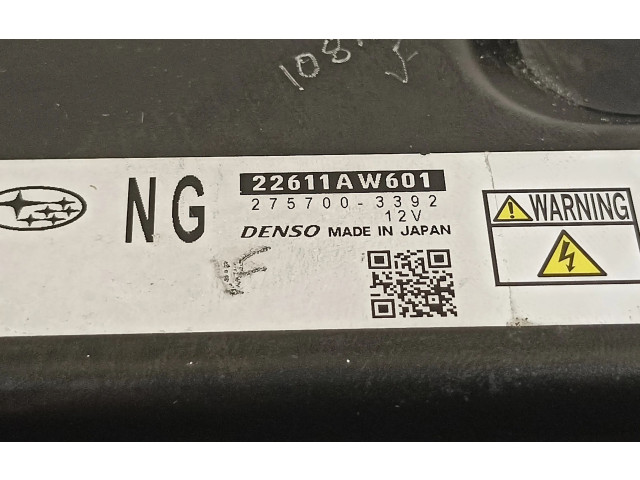 NG
22611AW601
275700-3392
12V
DENSO MADE IN JAPAN
WARNING